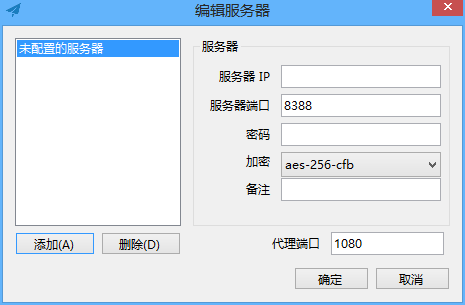 编辑服务器
未配置的服务器
服务器
服务器 IP
服务器端口 8388
密码
加密 aes-256-cfb
备注
添加(A) 删除(D)
代理端口 1080
确定 取消